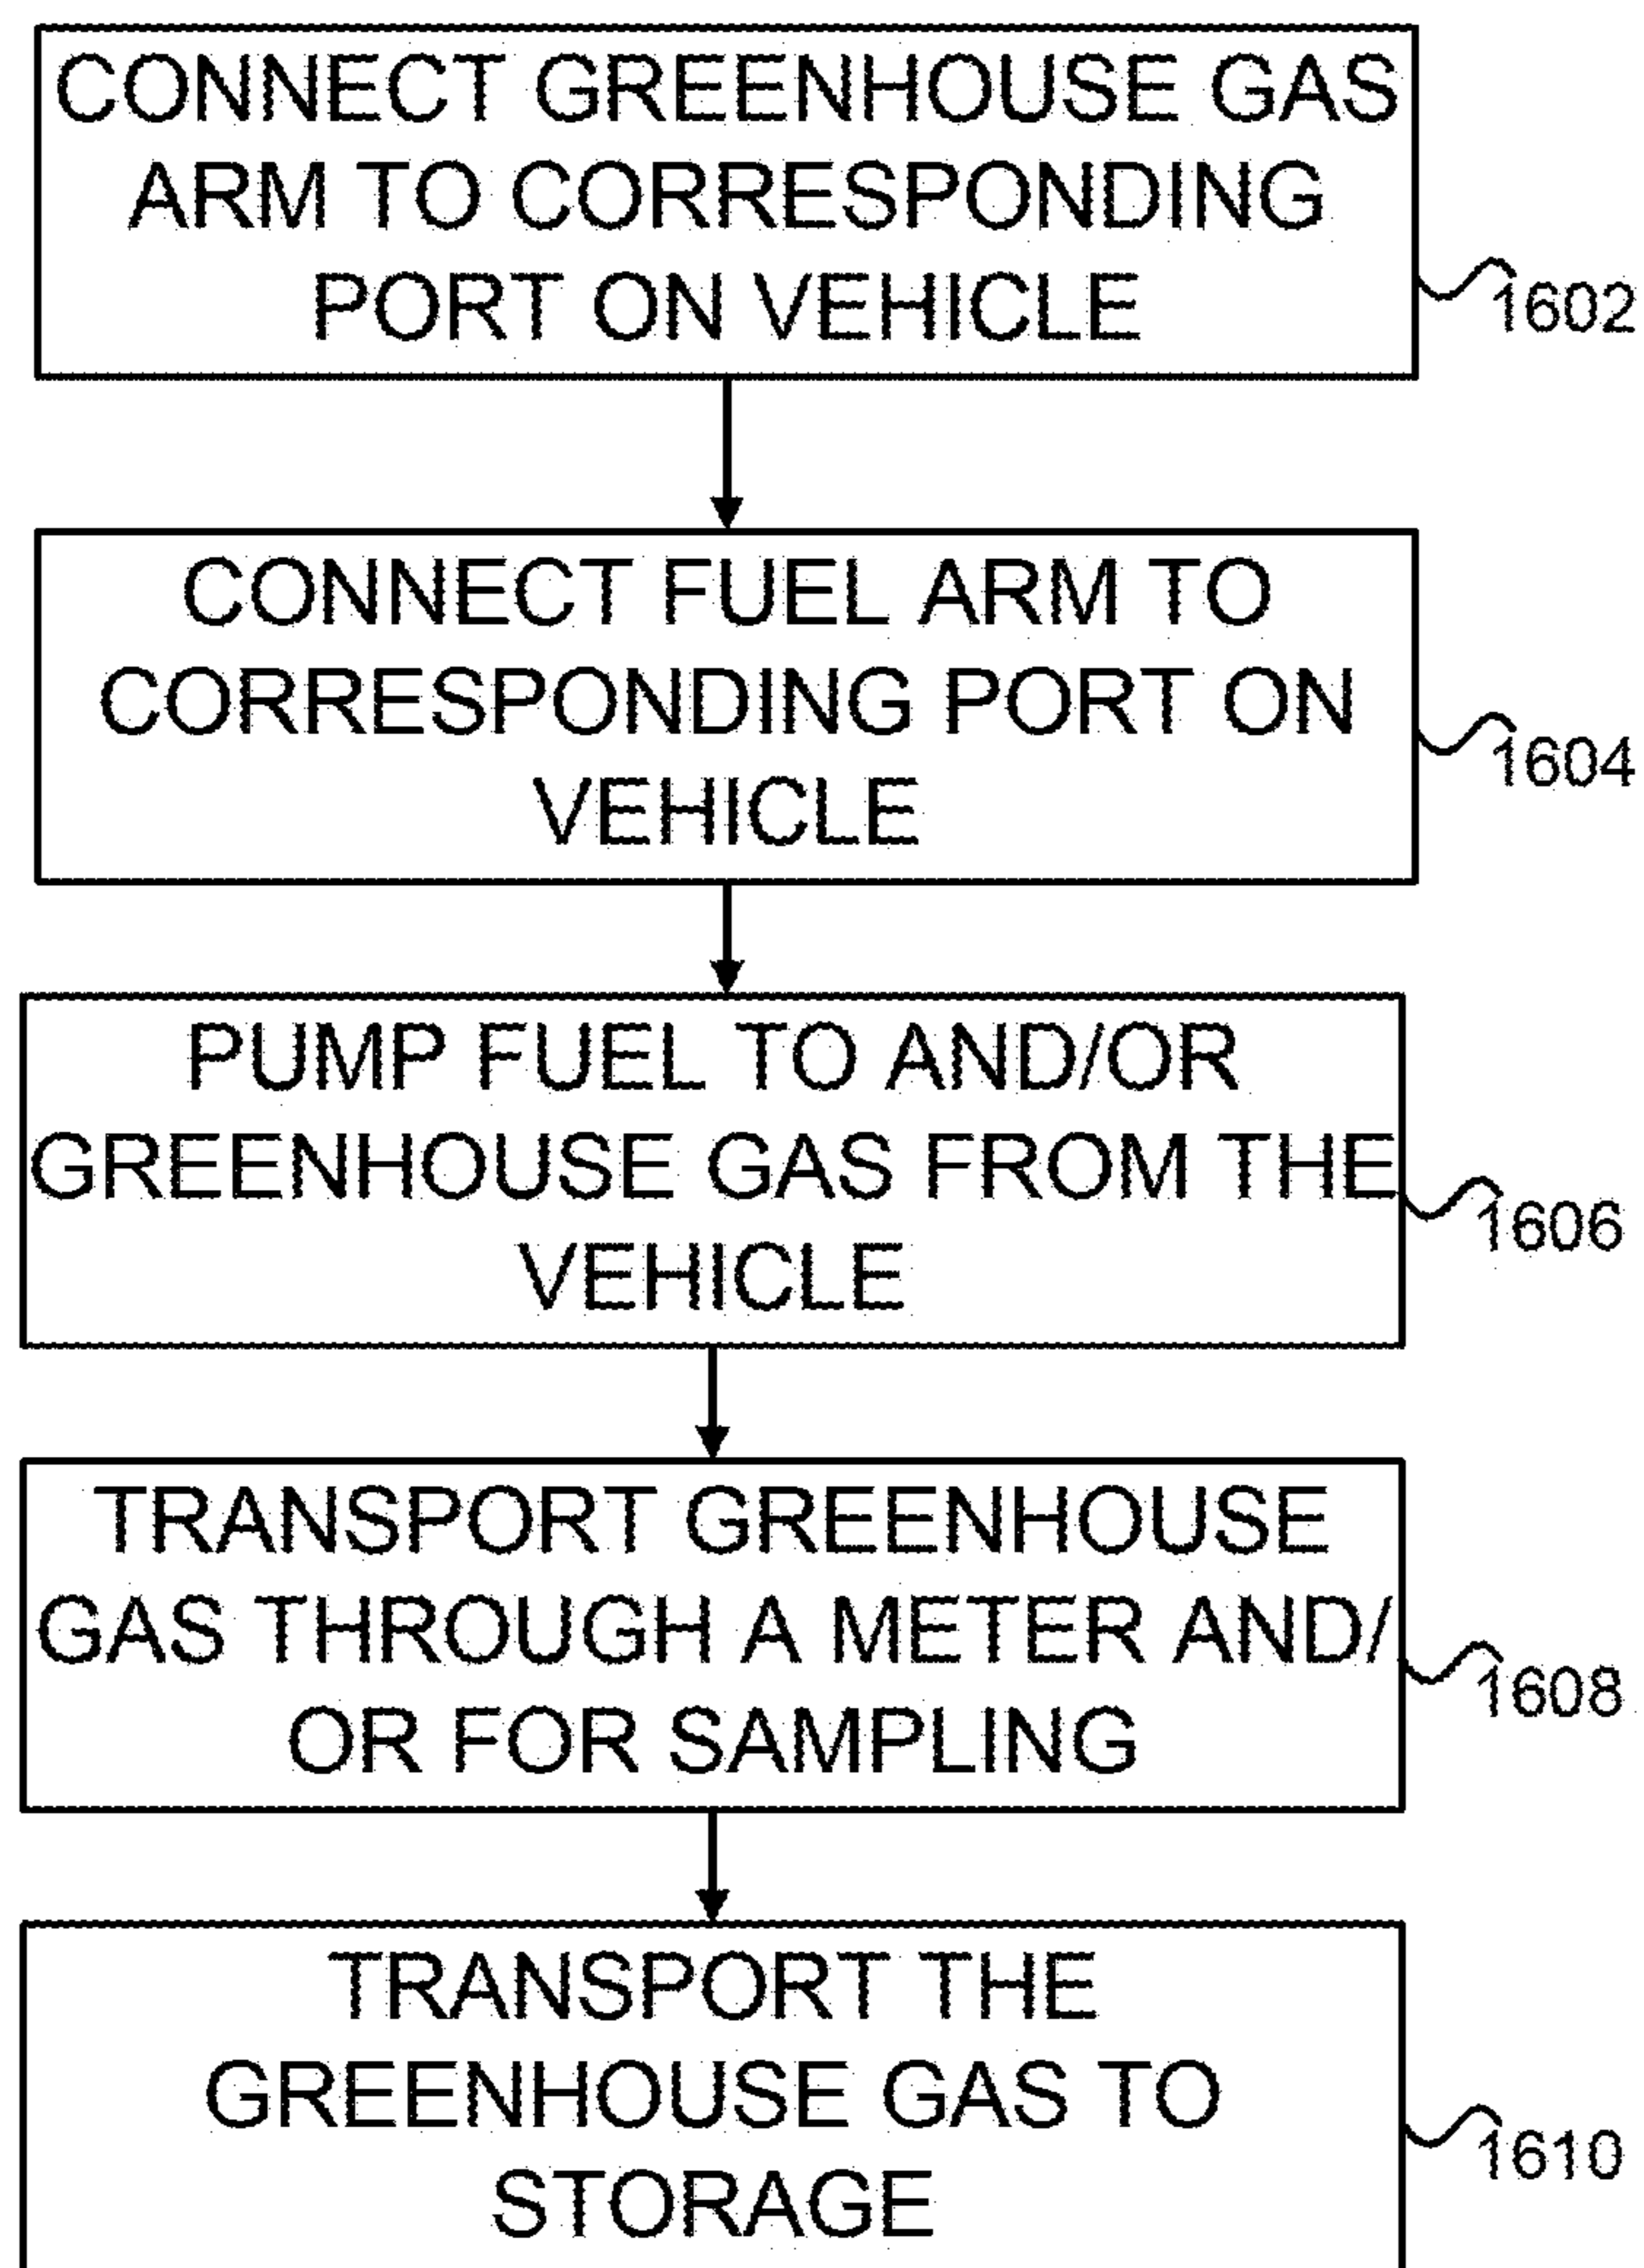 CONNECT GREENHOUSE GAS
ARM TO CORRESPONDING
PORT ON VEHICLE
1602
CONNECT FUEL ARM TO
CORRESPONDING PORT ON
VEHICLE
1604
PUMP FUEL TO AND/OR
GREENHOUSE GAS FROM THE
VEHICLE
1606
TRANSPORT GREENHOUSE
GAS THROUGH A METER AND/
OR FOR SAMPLING
1608
TRANSPORT THE
GREENHOUSE GAS TO
STORAGE
1610